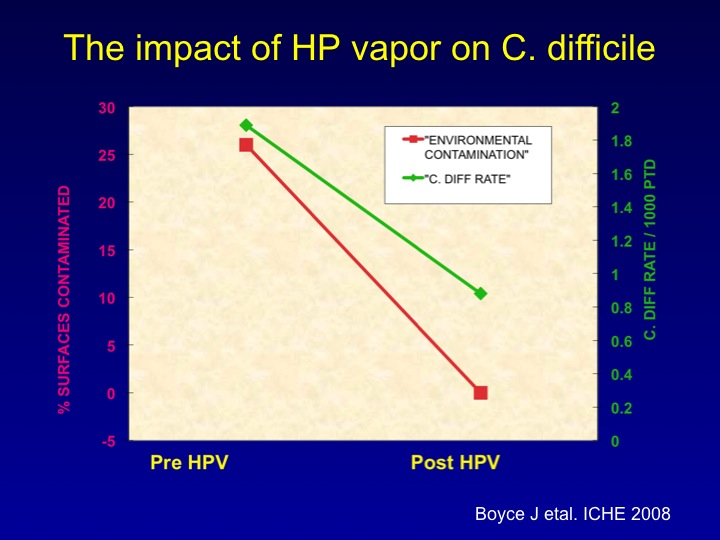 The impact of HP vapor on C. difficile
% SURFACES CONTAMINATED
30
25
20
15
10
5
0
-5
"ENVIRONMENTAL
CONTAMINATION"
"C. DIFF RATE"
2
1.8
1.6
1.4
1.2
1
0.8
0.6
0.4
0.2
0
C. DIFF RATE / 1000 PTD
Pre HPV
Post HPV
Boyce J etal. ICHE 2008